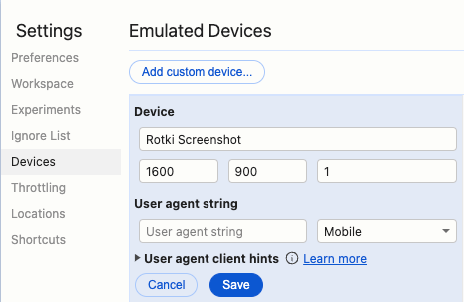 Settings
Preferences
Workspace
Experiments
Ignore List
Devices
Throttling
Locations
Shortcuts
Emulated Devices
Add custom device...
Device
Rotki Screenshot
1600 900 1
User agent string
User agent string Mobile
User agent client hints Learn more
Cancel Save